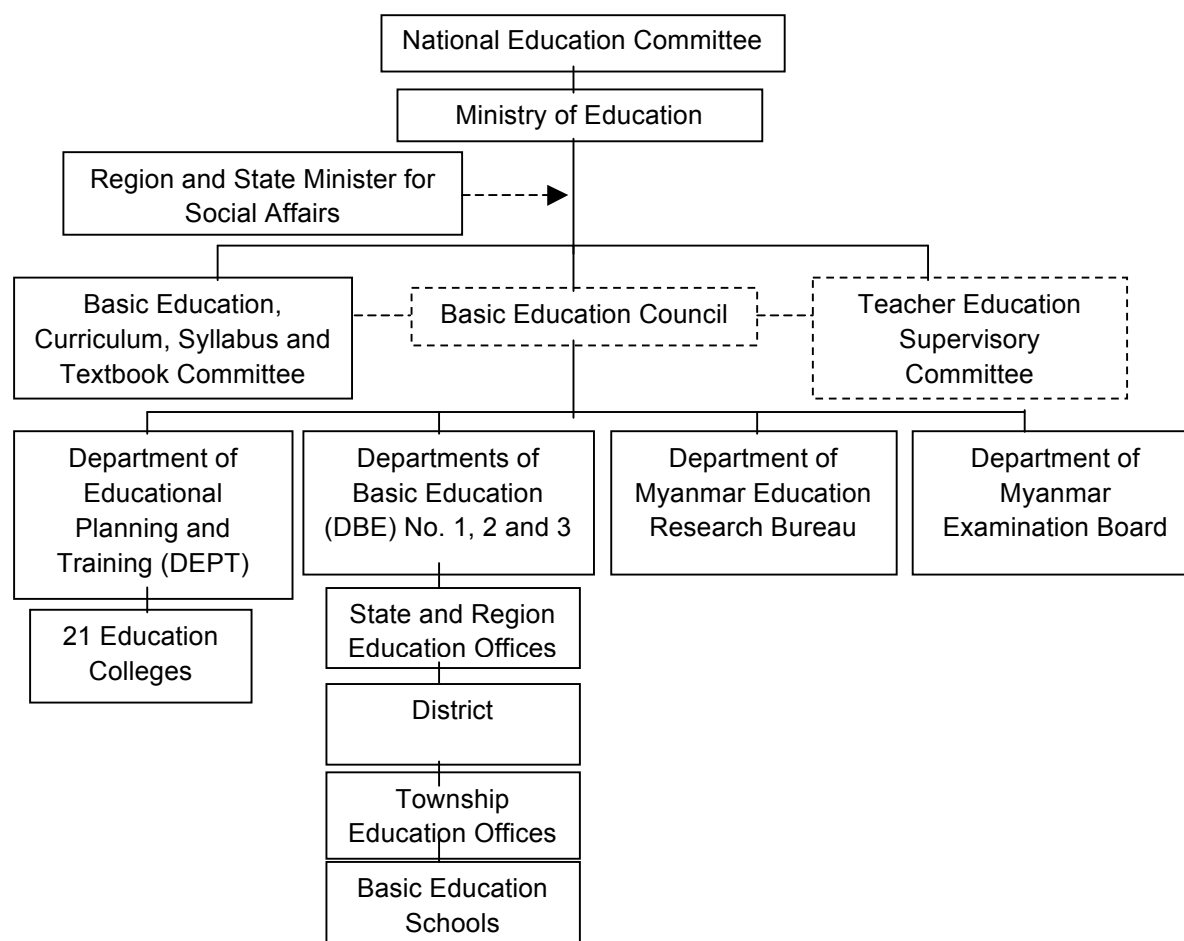 National Education Committee
Ministry of Education
Region and State Minister for
Social Affairs
Basic Education,
Curriculum, Syllabus and
Textbook Committee
Basic Education Council
Teacher Education
Supervisory
Committee
Department of
Educational
Planning and
Training (DEPT)
Departments of
Basic Education
(DBE) No. 1, 2 and 3
Department of
Myanmar Education
Research Bureau
Department of
Myanmar
Examination Board
21 Education
Colleges
State and Region
Education Offices
District
Township
Education Offices
Basic Education
Schools